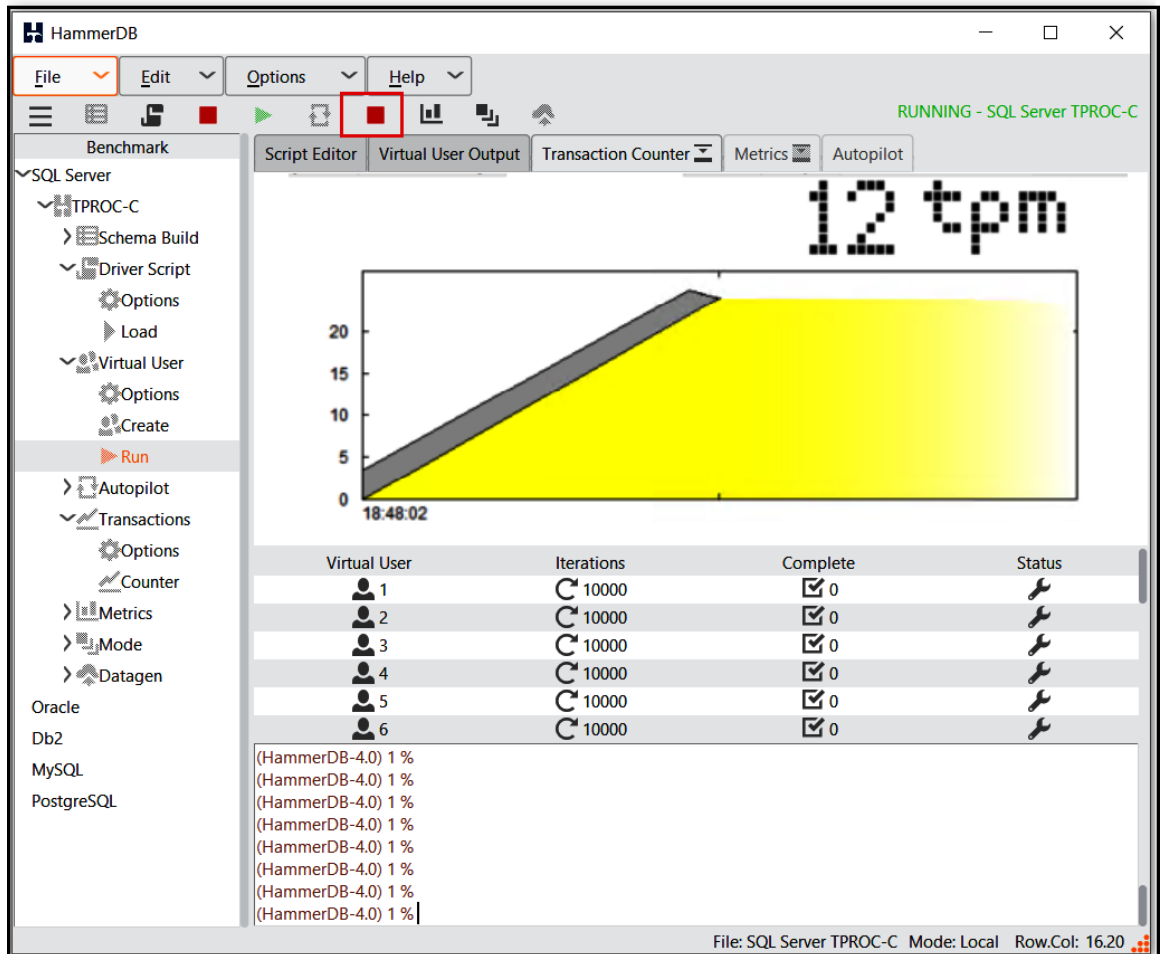 HammerDB
File Edit Options Help
RUNNING - SQL Server TPROC-C
Benchmark
Script Editor Virtual User Output Transaction Counter Metrics Autopilot
SQL Server
TPROC-C
Schema Build
Driver Script
Options
Load
Virtual User
Options
Create
Run
Autopilot
Transactions
Options
Counter
Metrics
Mode
Datagen
Oracle
Db2
MySQL
PostgreSQL
12 tpm
20
15
10
5
0
18:48:02
Virtual User Iterations Complete Status
1 10000 0
2 10000 0
3 10000 0
4 10000 0
5 10000 0
6 10000 0
(HammerDB-4.0) 1 %
(HammerDB-4.0) 1 %
(HammerDB-4.0) 1 %
(HammerDB-4.0) 1 %
(HammerDB-4.0) 1 %
(HammerDB-4.0) 1 %
(HammerDB-4.0) 1 %
(HammerDB-4.0) 1 %
File: SQL Server TPROC-C Mode: Local Row.Col: 16.20